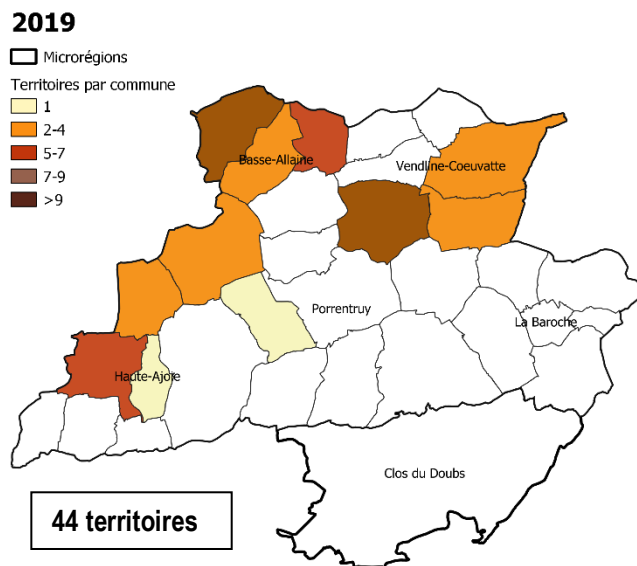 2019
Microrégions
Territoires par commune
1
2-4
5-7
7-9
>9
Basse-Allaine
Vendline-Coeuvatte
Porrentruy
La Baroche
Haute-Ajoie
Clos du Doubs
44 territoires